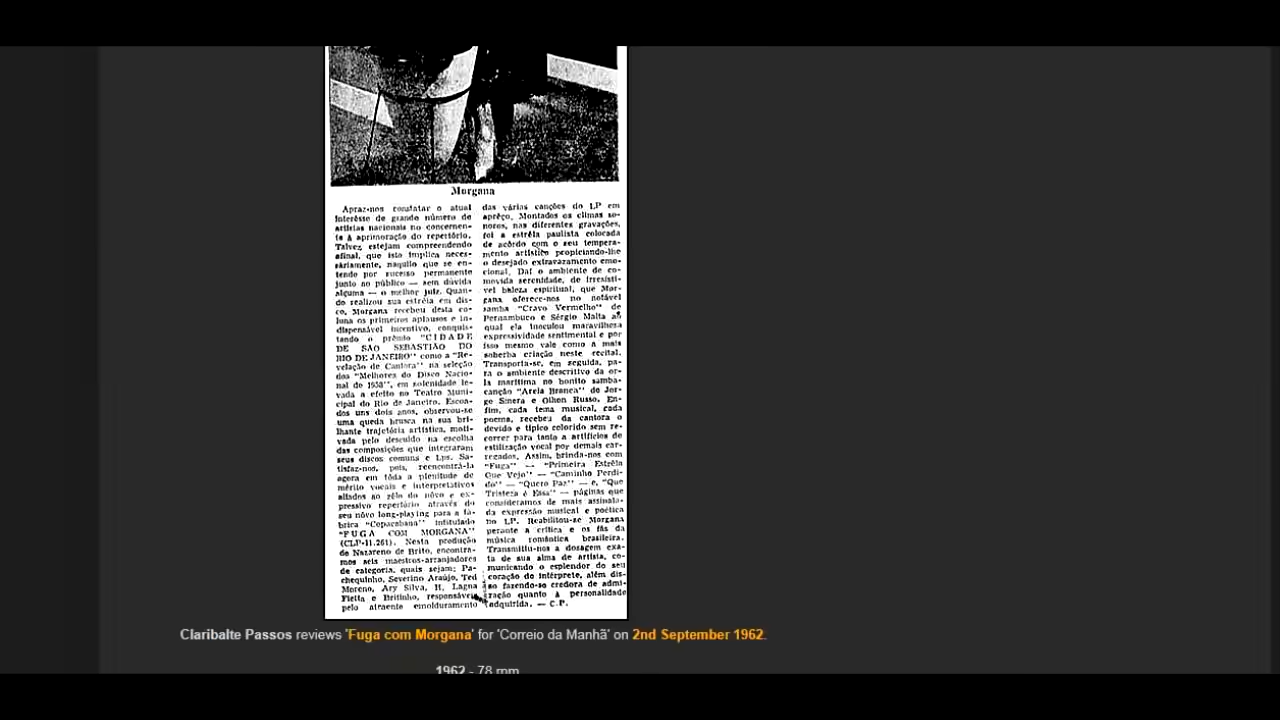 Morgana
Apraz-nos constatar o atual
interêsse de grande número de
artistas nacionais no concernen-
te à aprimoração do repertório.
Talvez estejam compreendendo
afinal, que isto implica neces-
sàriamente, naquilo que se en-
tende por sucesso permanente
junto ao público — sem dúvida
alguma — o melhor juiz. Quan-
do realizou sua estréia em dis-
co, Morgana recebeu desta co-
luna os primeiros aplausos e in-
dispensável incentivo, conquis-
tando o prêmio "CIDADE
DE SÃO SEBASTIÃO DO
RIO DE JANEIRO" como a "Re-
velação de Cantora" na seleção
dos "Melhores do Disco Nacio-
nal de 1958", em solenidade le-
vada a efeito no Teatro Muni-
cipal do Rio de Janeiro. Escoa-
dos uns dois anos, observou-se
uma queda brusca na sua bri-
lhante trajetória artística, moti-
vada pelo descuido na escolha
das composições que integraram
seus discos comuns e Lps. Sa-
tisfaz-nos, pois, reencontrá-la
agora em tôda a plenitude de
mérito vocais e interpretativos
aliados ao zêlo do nôvo e ex-
pressivo repertório através do
seu nôvo long-playing para a fá-
brica "Copacabana" intitulado
"FUGA COM MORGANA"
(CLP-11.261). Nesta produção
de Nazareno de Brito, encontra-
mos seis maestros-arranjadores
de categoria, quais sejam: Pa-
chequinho, Severino Araújo, Ted
Moreno, Ary Silva, H. Lagna
Fietta e Britinho, responsáveis
pelo atraente emolduramento
das várias canções do LP em
aprêço. Montados os climas so-
noros, nas diferentes gravações,
foi a estrêla paulista colocada
de acôrdo com o seu tempera-
mento artístico propiciando-lhe
o desejado extravazamento emo-
cional. Daí o ambiente de co-
movida serenidade, de irresistí-
vel beleza espiritual, que Mor-
gana oferece-nos no notável
samba "Cravo Vermelho" de
Pernambuco e Sérgio Malta ao
qual ela inoculou maravilhosa
expressividade sentimental e por
isso mesmo vale como a mais
soberba criação neste recital.
Transporta-se, em seguida, pa-
ra o ambiente descritivo da or-
la marítima no bonito samba-
canção "Areia Branca" de Jor-
ge Smera e Othon Russo. En-
fim, cada tema musical, cada
poema, recebeu da cantora o
devido e típico colorido sem re-
correr para tanto a artifícios de
estilização vocal por demais car-
regados. Assim, brinda-nos com
"Fuga" — "Primeira Estrêla
Que Vejo" — "Caminho Perdi-
do" — "Quero Paz" — e, "Que
Tristeza é Essa" — páginas que
consideramos de mais assinala-
da expressão musical e poética
no LP. Reabilitou-se Morgana
perante a crítica e os fãs da
música romântica brasileira.
Transmitiu-nos a dosagem exa-
ta de sua alma de artista, co-
municando o esplendor do seu
coração de intérprete, além dis-
so fazendo-se credora de admi-
ração quanto à personalidade
adquirida. — C.P.
Claribalte Passos reviews 'Fuga com Morgana' for 'Correio da Manhã' on 2nd September 1962.
1962 - 78 rpm